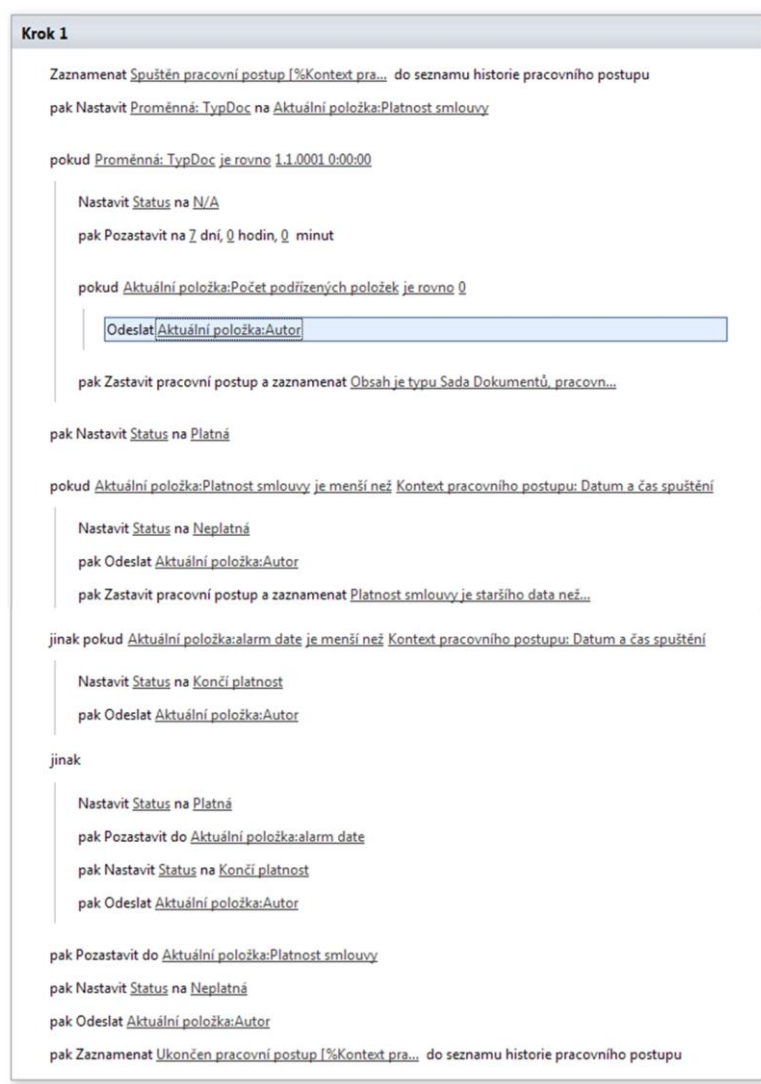 Krok 1
Zaznamenat Spuštěn pracovní postup [%Kontext pra... do seznamu historie pracovního postupu
pak Nastavit Proměnná: TypDoc na Aktuální položka:Platnost smlouvy
pokud Proměnná: TypDoc je rovno 1.1.0001 0:00:00
Nastavit Status na N/A
pak Pozastavit na 7 dní, 0 hodin, 0 minut
pokud Aktuální položka:Počet podřízených položek je rovno 0
Odeslat Aktuální položka:Autor
pak Zastavit pracovní postup a zaznamenat Obsah je typu Sada Dokumentů, pracovn...
pak Nastavit Status na Platná
pokud Aktuální položka:Platnost smlouvy je menší než Kontext pracovního postupu: Datum a čas spuštění
Nastavit Status na Neplatná
pak Odeslat Aktuální položka:Autor
pak Zastavit pracovní postup a zaznamenat Platnost smlouvy je staršího data než...
jinak pokud Aktuální položka:alarm date je menší než Kontext pracovního postupu: Datum a čas spuštění
Nastavit Status na Končí platnost
pak Odeslat Aktuální položka:Autor
jinak
Nastavit Status na Platná
pak Pozastavit do Aktuální položka:alarm date
pak Nastavit Status na Končí platnost
pak Odeslat Aktuální položka:Autor
pak Pozastavit do Aktuální položka:Platnost smlouvy
pak Nastavit Status na Neplatná
pak Odeslat Aktuální položka:Autor
pak Zaznamenat Ukončen pracovní postup [%Kontext pra... do seznamu historie pracovního postupu